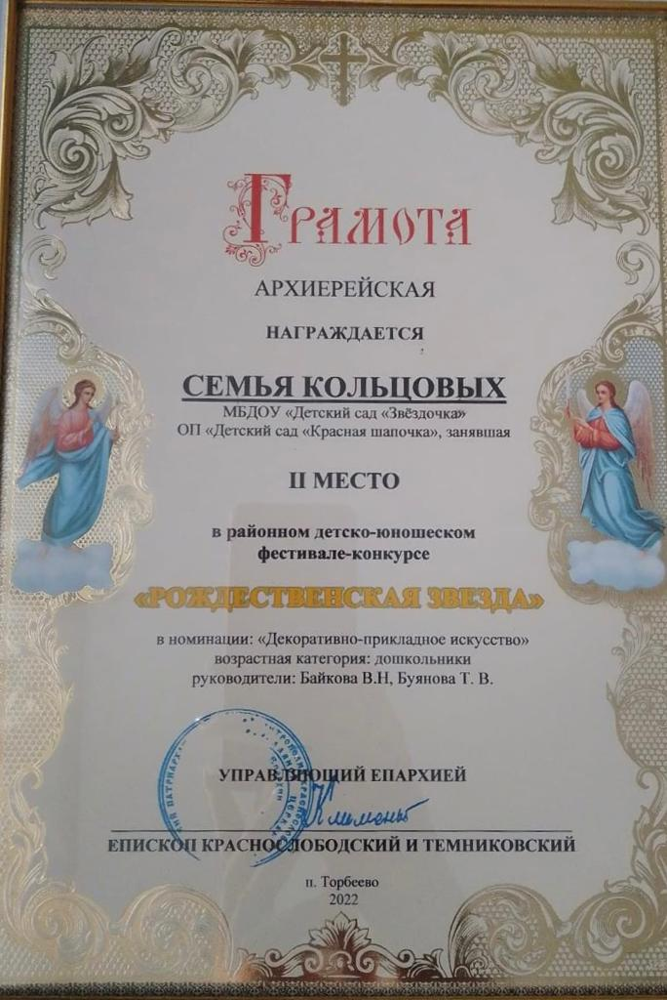 Грамота
АРХИЕРЕЙСКАЯ
НАГРАЖДАЕТСЯ
СЕМЬЯ КОЛЬЦОВЫХ
МБДОУ «Детский сад «Звёздочка»
ОП «Детский сад «Красная шапочка», занявшая
II МЕСТО
в районном детско-юношеском
фестивале-конкурсе
«РОЖДЕСТВЕНСКАЯ ЗВЕЗДА»
в номинации: «Декоративно-прикладное искусство»
возрастная категория: дошкольники
руководители: Байкова В.Н, Буянова Т. В.
УПРАВЛЯЮЩИЙ ЕПАРХИЕЙ
Климентъ
ЕПИСКОП КРАСНОСЛОБОДСКИЙ И ТЕМНИКОВСКИЙ
п. Торбеево
2022